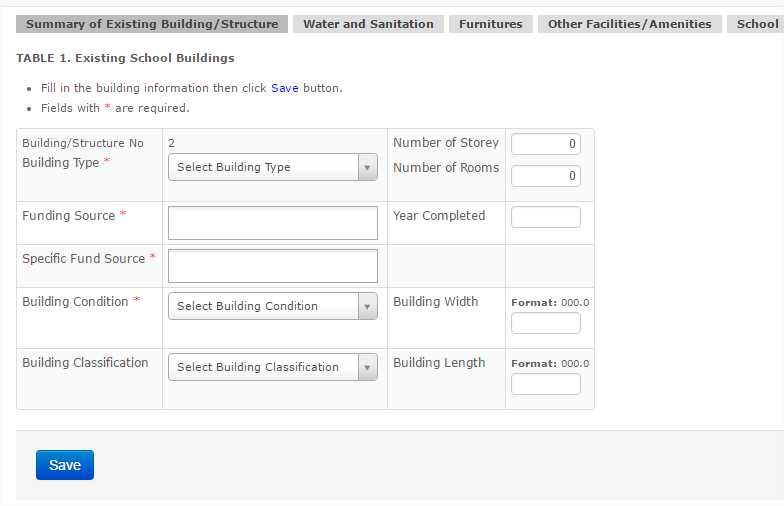 Summary of Existing Building/Structure Water and Sanitation Furnitures Other Facilities/Amenities School
TABLE 1. Existing School Buildings
• Fill in the building information then click Save button.
• Fields with * are required.
Building/Structure No 2 Number of Storey 0
Building Type * Select Building Type Number of Rooms 0
Funding Source * Year Completed
Specific Fund Source *
Building Condition * Select Building Condition Building Width Format: 000.0
Building Classification Select Building Classification Building Length Format: 000.0
Save